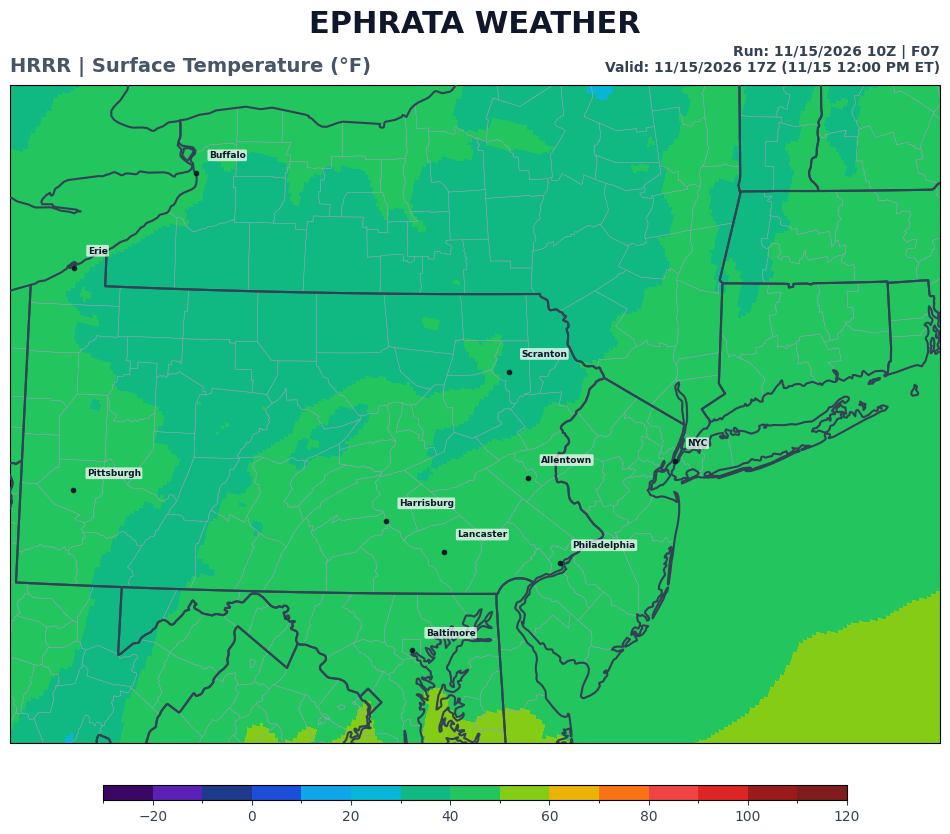 EPHRATA WEATHER
HRRR | Surface Temperature (°F)
Run: 11/15/2026 10Z | F07
Valid: 11/15/2026 17Z (11/15 12:00 PM ET)
Buffalo
Erie
Scranton
NYC
Allentown
Pittsburgh
Harrisburg
Lancaster
Philadelphia
Baltimore
−20 0 20 40 60 80 100 120